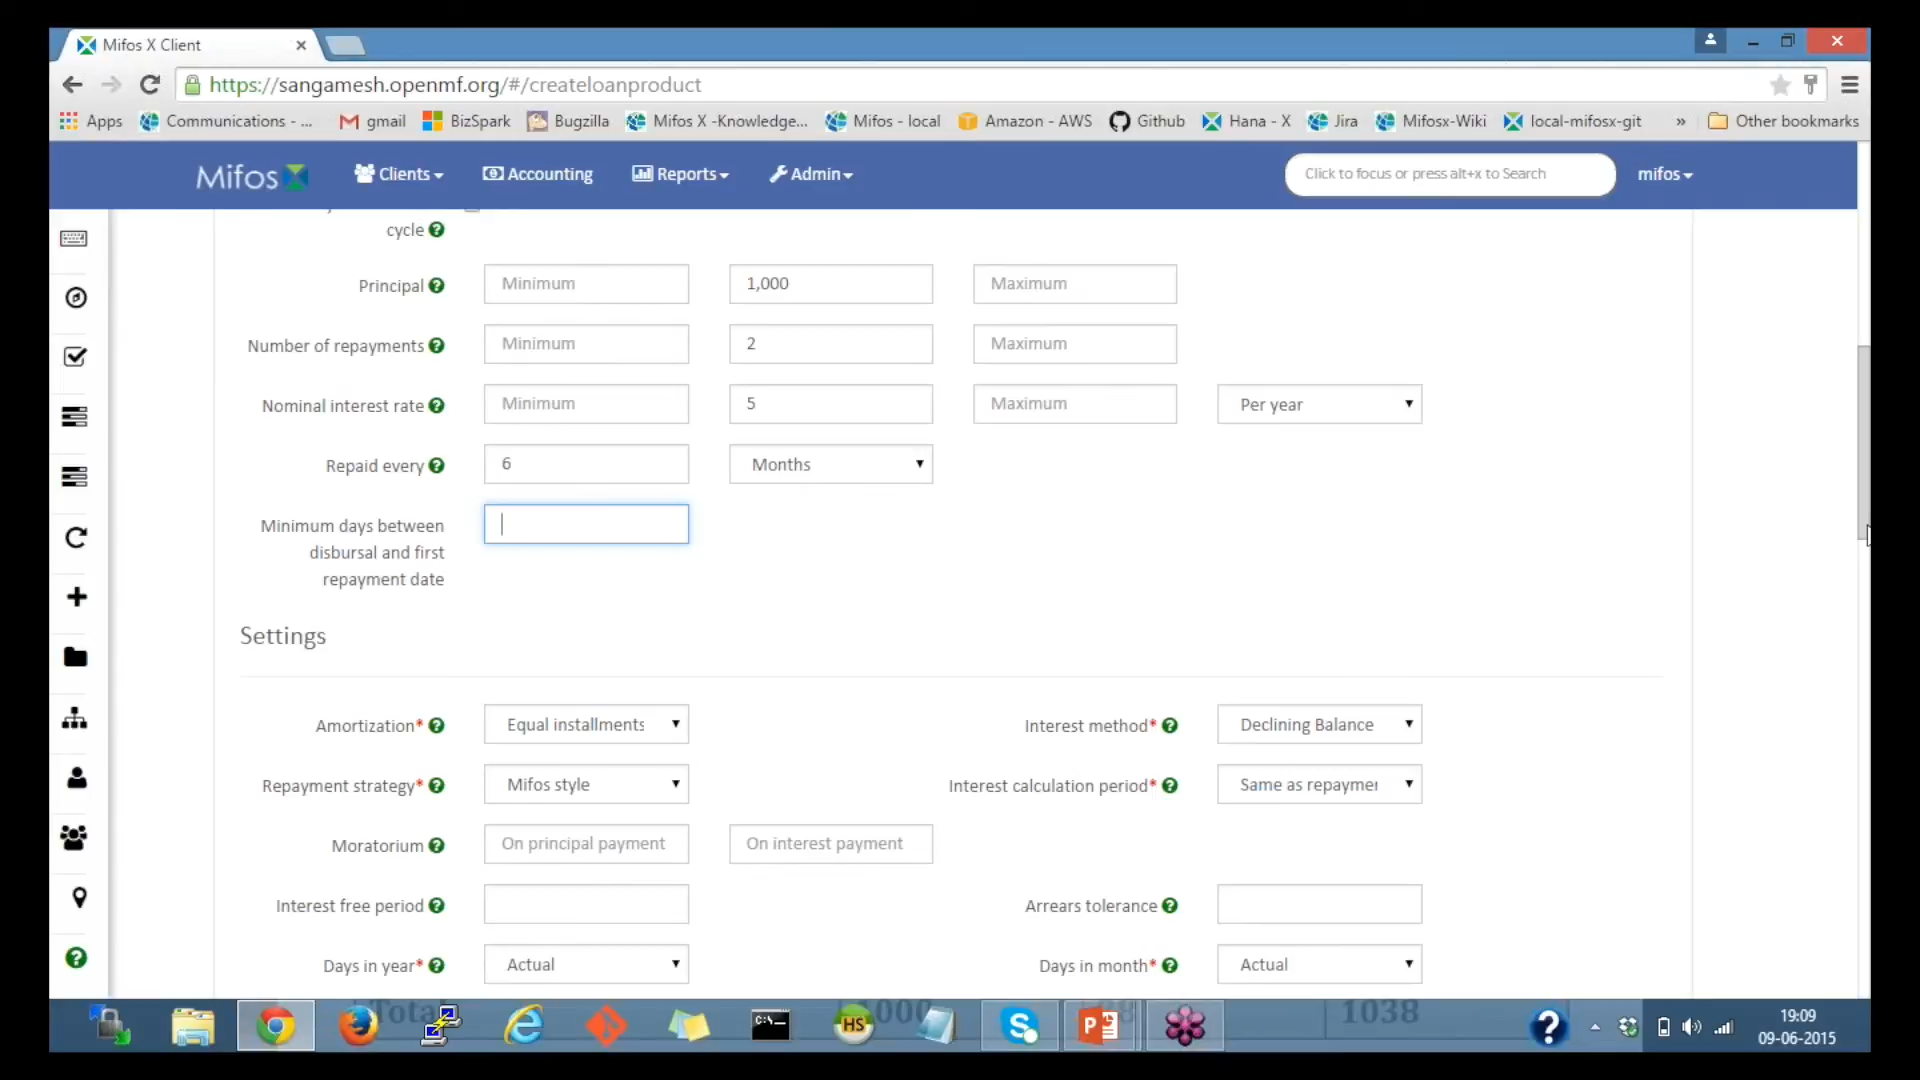 Mifos X Client
https://sangamesh.openmf.org/#/createloanproduct
Apps Communications - ... gmail BizSpark Bugzilla Mifos X -Knowledge... Mifos - local Amazon - AWS Github Hana - X Jira Mifosx-Wiki local-mifosx-git » Other bookmarks
Mifos Clients Accounting Reports Admin Click to focus or press alt+x to Search mifos
cycle
Principal Minimum 1,000 Maximum
Number of repayments Minimum 2 Maximum
Nominal interest rate Minimum 5 Maximum Per year
Repaid every 6 Months
Minimum days between
disbursal and first
repayment date
Settings
Amortization* Equal installments Interest method* Declining Balance
Repayment strategy* Mifos style Interest calculation period* Same as repaymer
Moratorium On principal payment On interest payment
Interest free period Arrears tolerance
Days in year* Actual Days in month* Actual
Total 1038
HS
C:\
19:09
09-06-2015